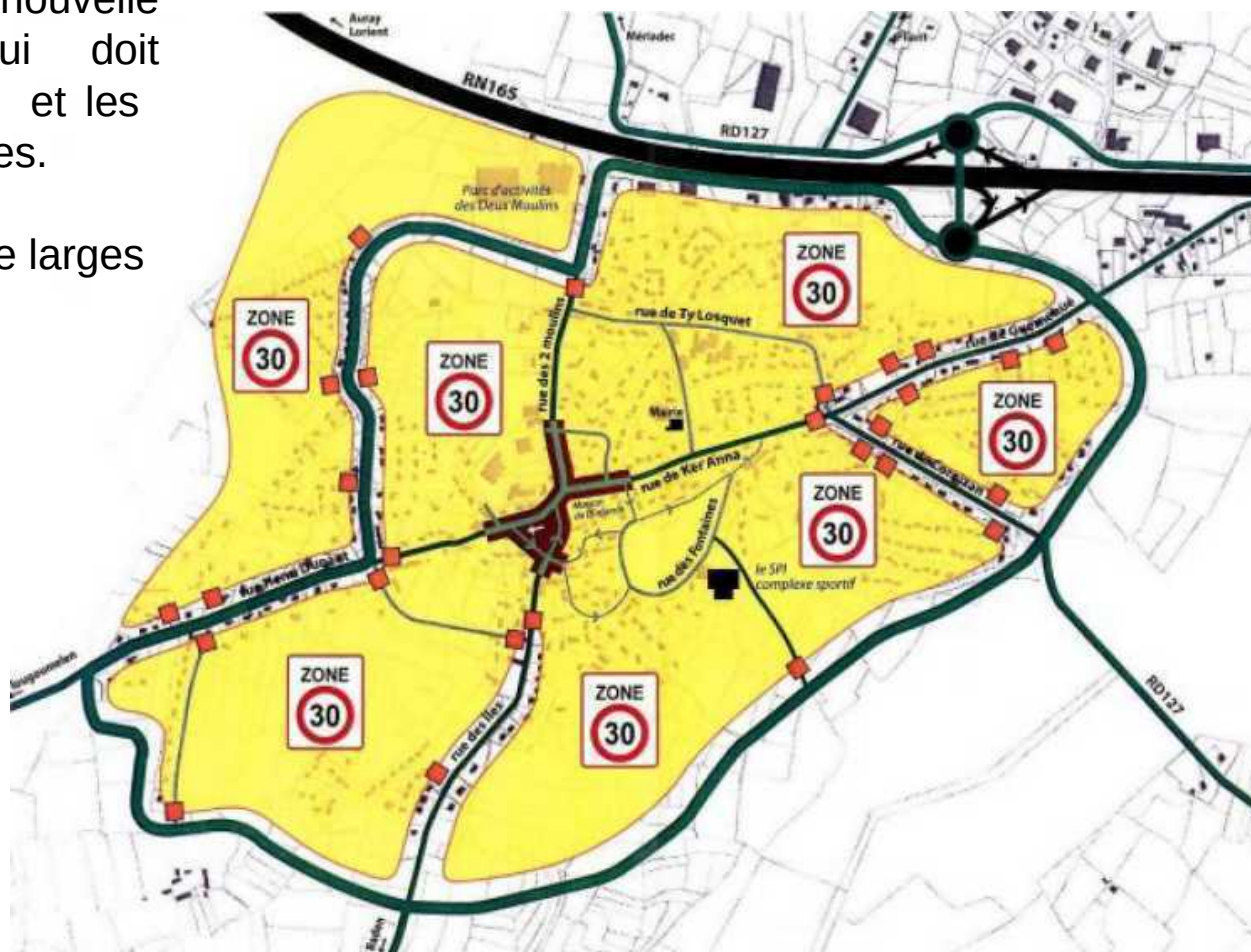 nouvelle
ui doit
et les
es.
e larges
Auray
Lorient
Mériadec
RN165
RD127
Parc d'activités
des Deux Moulins
ZONE
30
ZONE
30
rue de Ty Losquet
rue des 2 moulins
ZONE
30
Mairie
ZONE
30
rue de Ker Anna
rue des Fontaines
ZONE
30
le SPI
complexe sportif
ZONE
30
rue des Iles
ZONE
30
RD127
Baden